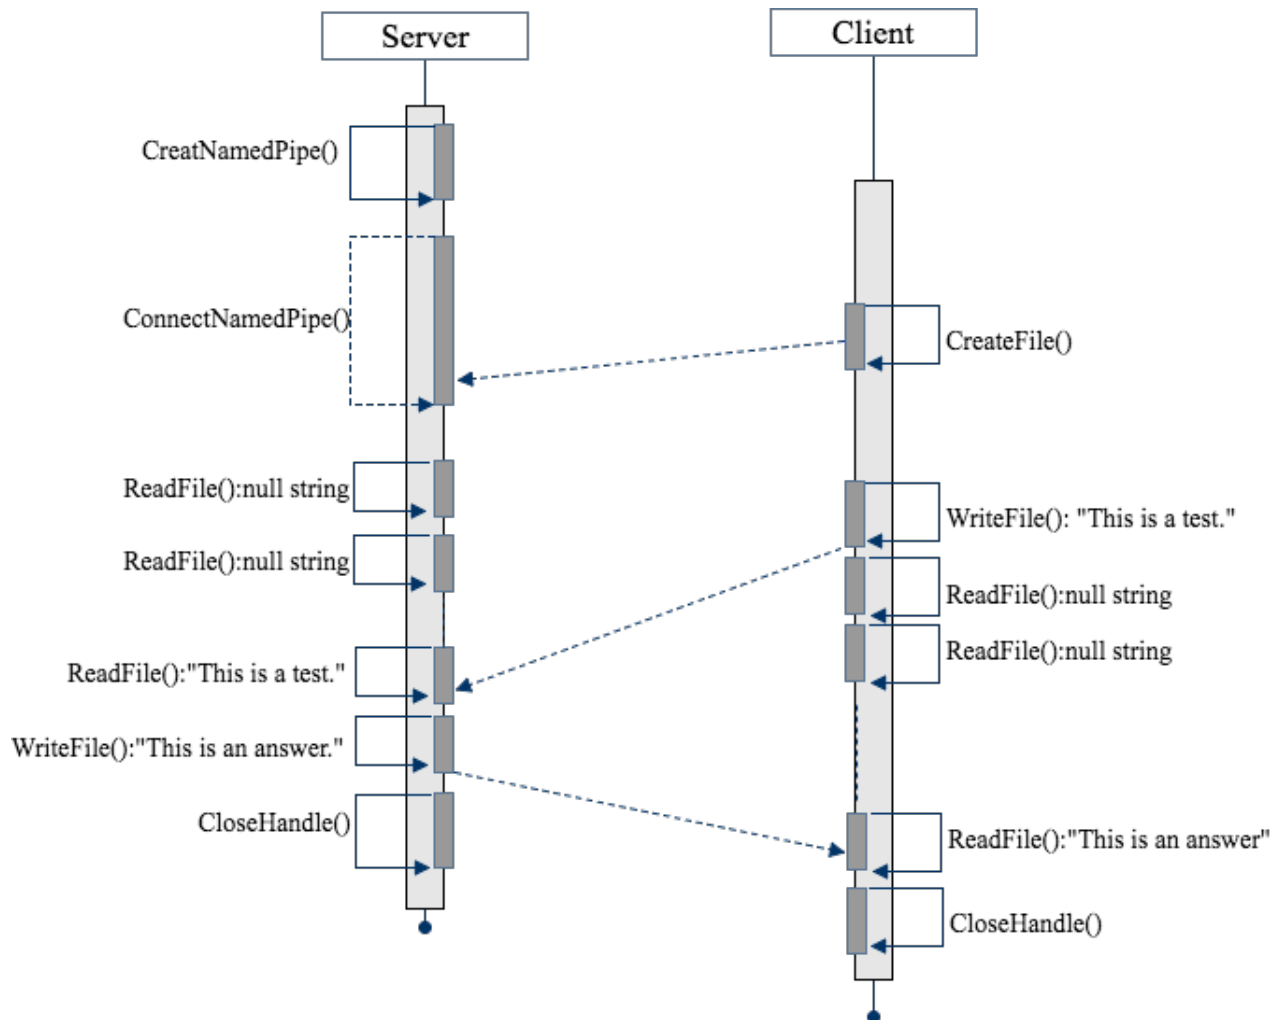 Server
Client
CreatNamedPipe()
ConnectNamedPipe()
CreateFile()
ReadFile():null string
WriteFile(): "This is a test."
ReadFile():null string
ReadFile():null string
ReadFile():null string
ReadFile():"This is a test."
WriteFile():"This is an answer."
CloseHandle()
ReadFile():"This is an answer"
CloseHandle()